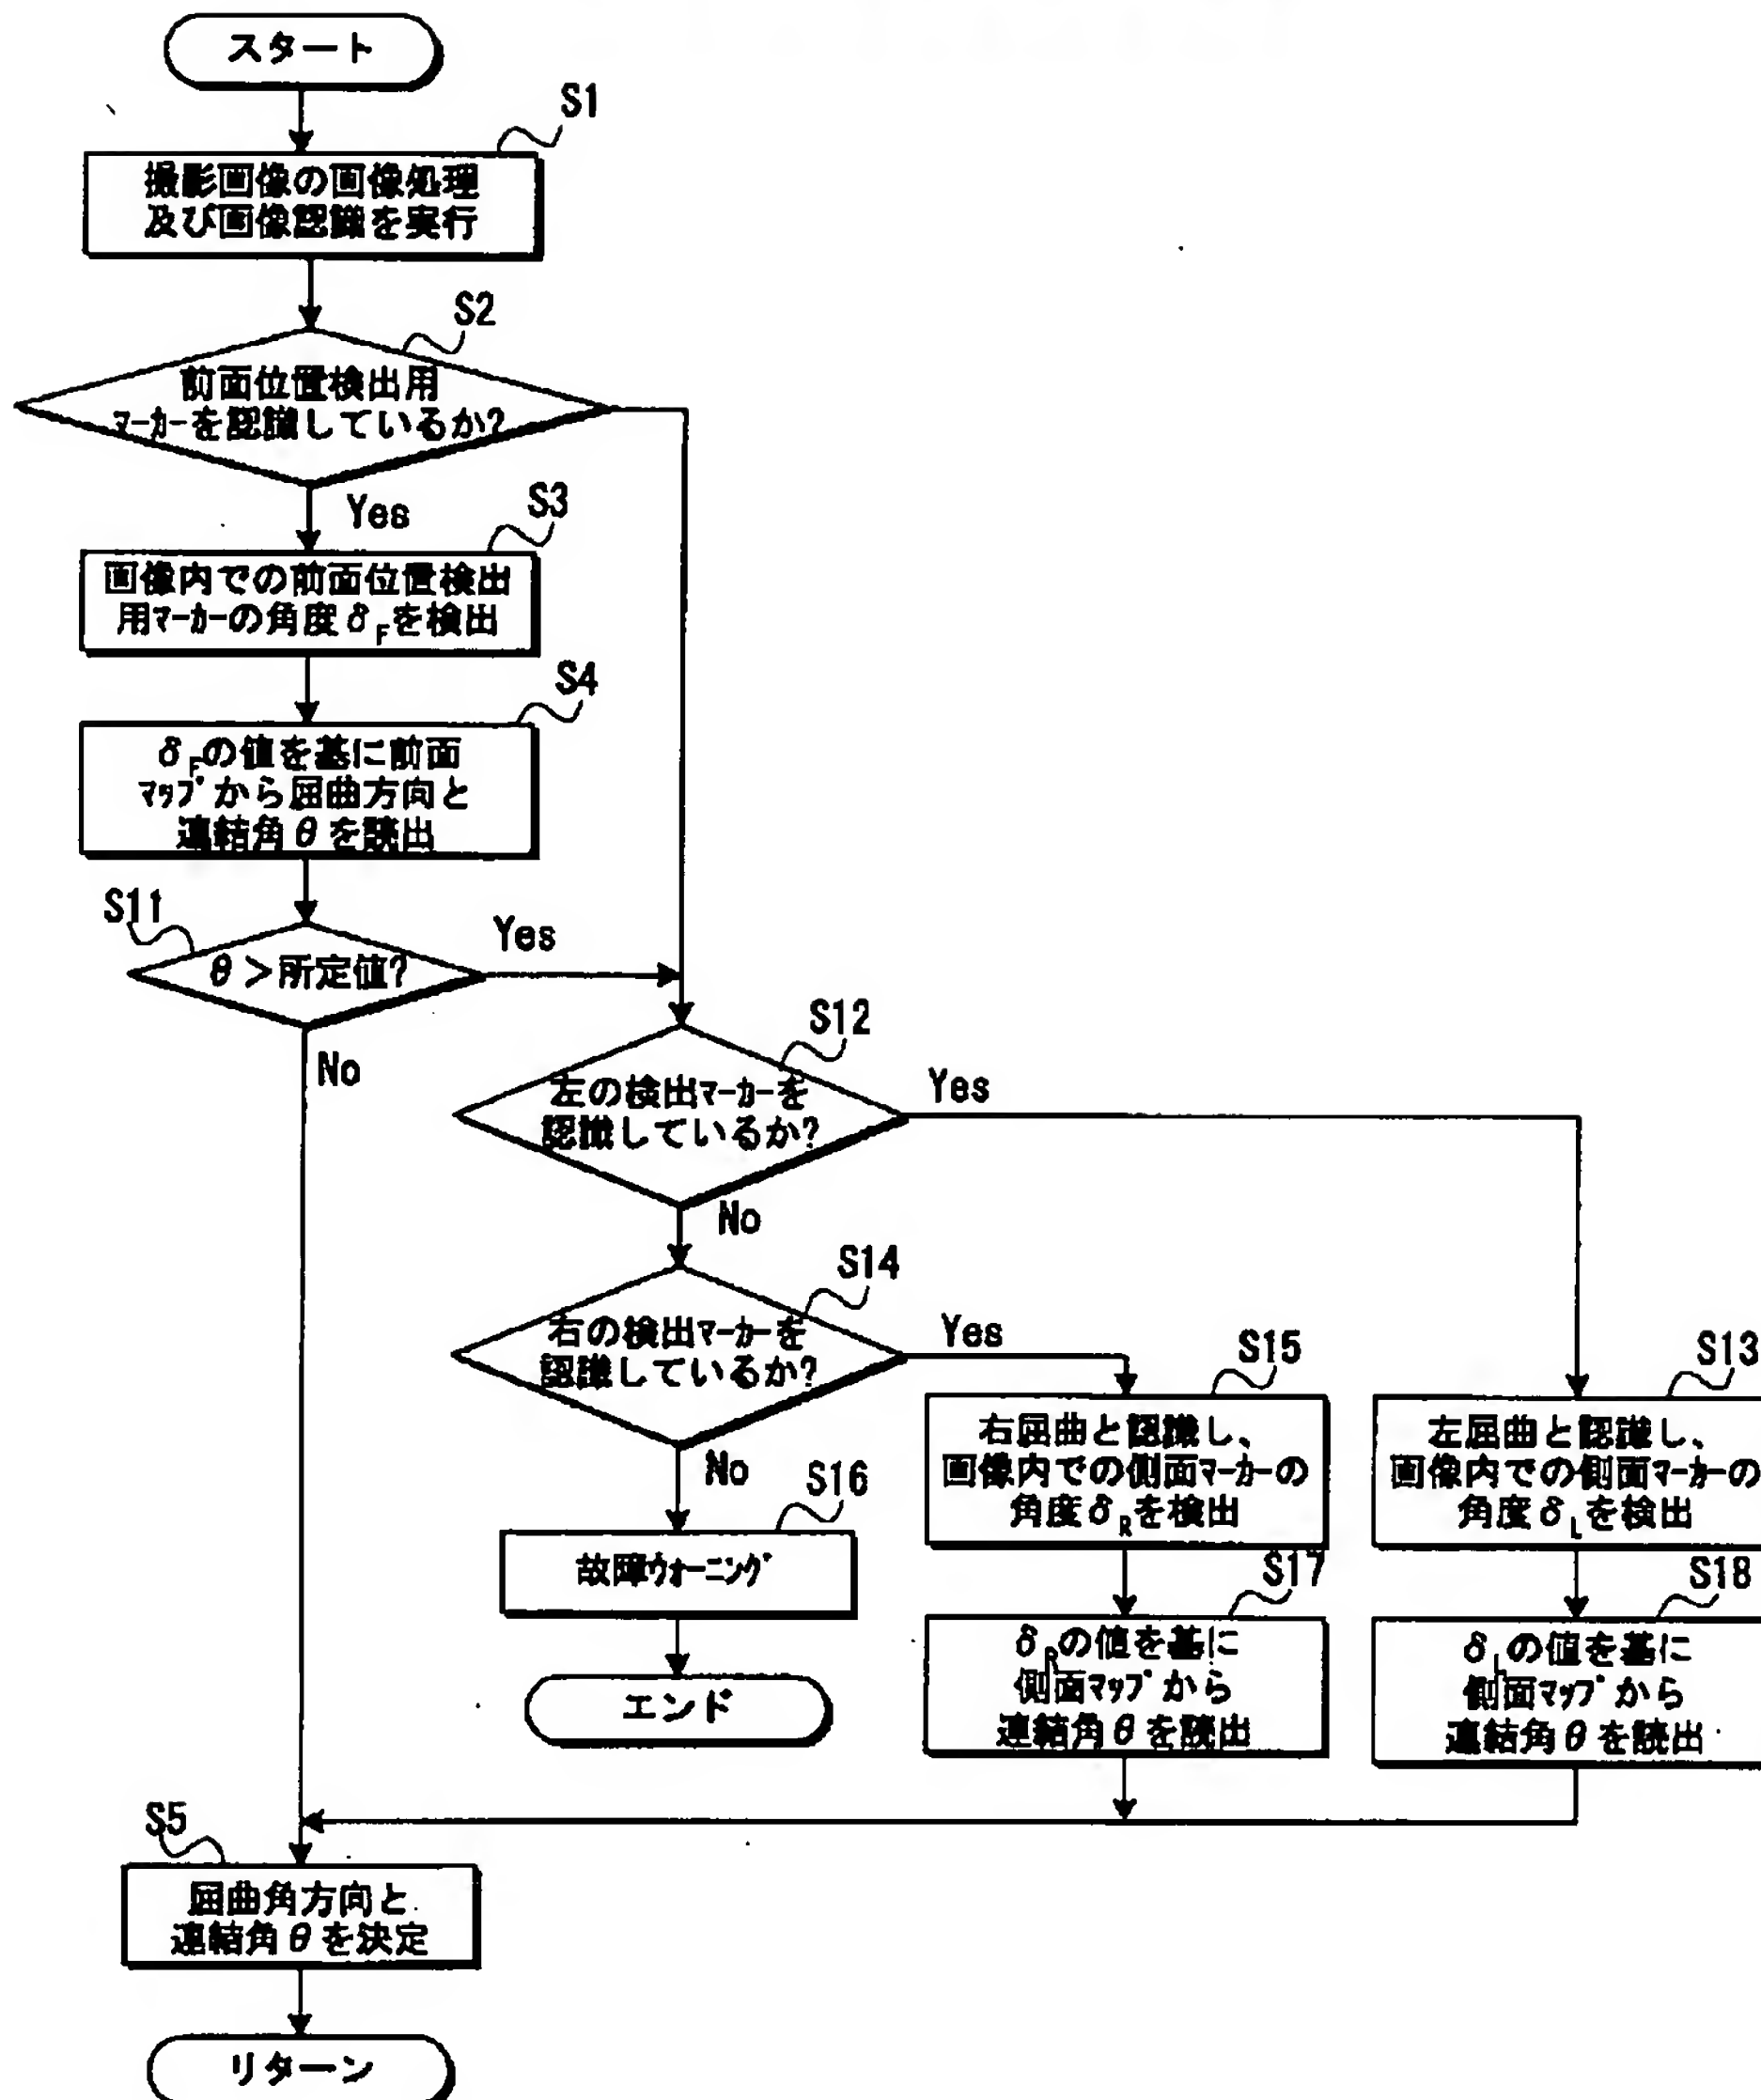 スタート
S1
撮影画像の画像処理
及び画像認識を実行
S2
前面位置検出用
マーカーを認識しているか?
Yes
S3
画像内での前面位置検出
用マーカーの角度δFを検出
S4
δFの値を基に前面
マップから屈曲方向と
連結角θを読出
S11
θ>所定値?
Yes
No
S12
左の検出マーカーを
認識しているか?
Yes
No
S14
右の検出マーカーを
認識しているか?
Yes
No
S15
右屈曲と認識し、
画像内での側面マーカーの
角度δRを検出
S13
左屈曲と認識し、
画像内での側面マーカーの
角度δLを検出
S16
故障ウォーニング
エンド
S17
δRの値を基に
側面マップから
連結角θを読出
S18
δLの値を基に
側面マップから
連結角θを読出
S5
屈曲角方向と
連結角θを決定
リターン